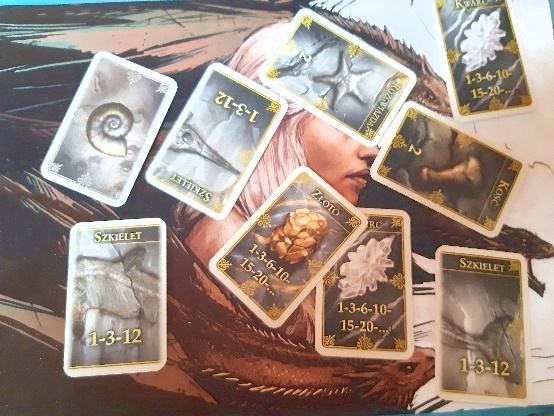 KWARC
1-3-6-10-
15-20-...
2
ROZGWIAZDA
1-3-12
SZKIELET
2
KOŚĆ
ZŁOTO
1-3-6-10-
15-20-...
1-3-6-10-
15-20-...
SZKIELET
1-3-12
SZKIELET
1-3-12